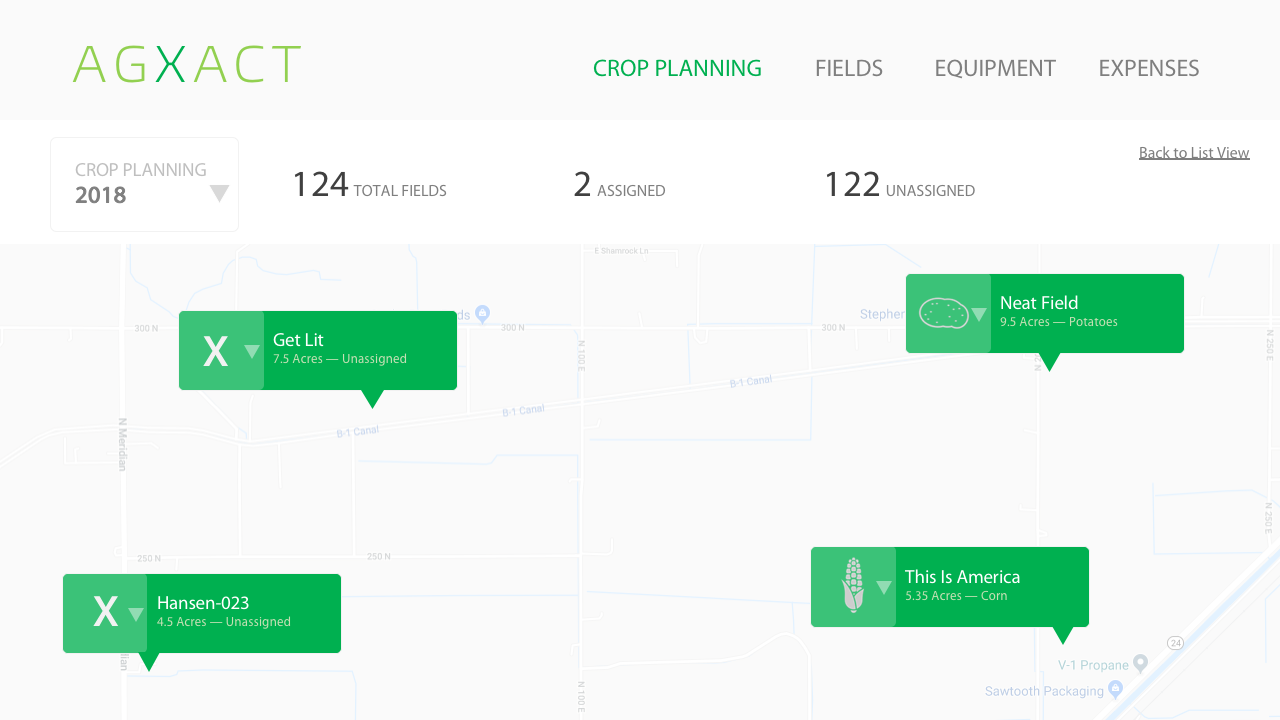 AGXACT
CROP PLANNING
FIELDS
EQUIPMENT
EXPENSES
Back to List View
CROP PLANNING
2018
124 TOTAL FIELDS
2 ASSIGNED
122 UNASSIGNED
E Shamrock Ln
Neat Field
9.5 Acres — Potatoes
ds
Stephen
300 N
300 N
300 N
X
Get Lit
7.5 Acres — Unassigned
N 100 E
N 250 E
B-1 Canal
B-1 Canal
B-1 Canal
N Meridian
N 250 E
250 N
250 N
This Is America
5.35 Acres — Corn
X
Hansen-023
4.5 Acres — Unassigned
24
V-1 Propane
Sawtooth Packaging
N 100 E